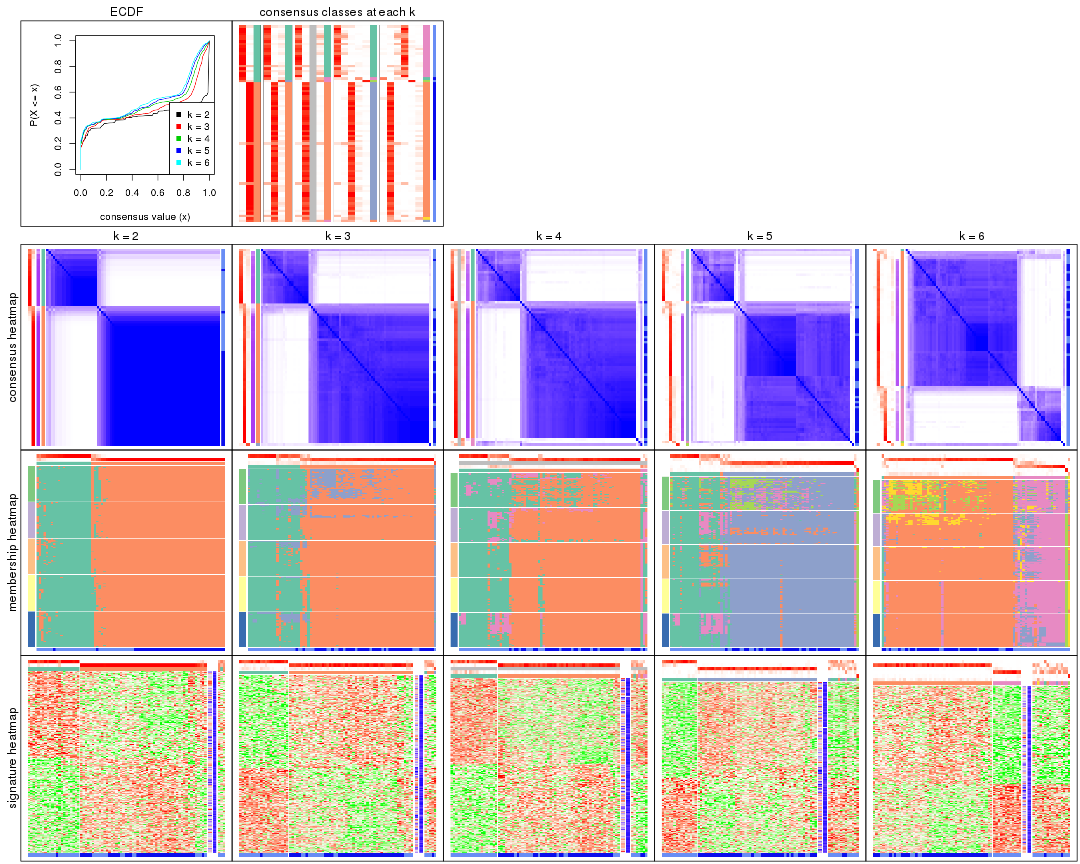 ECDF
consensus classes at each k
P(X <= x)
0.0 0.2 0.4 0.6 0.8 1.0
k = 2
k = 3
k = 4
k = 5
k = 6
0.0 0.2 0.4 0.6 0.8 1.0
consensus value (x)
k = 2
k = 3
k = 4
k = 5
k = 6
consensus heatmap
membership heatmap
signature heatmap